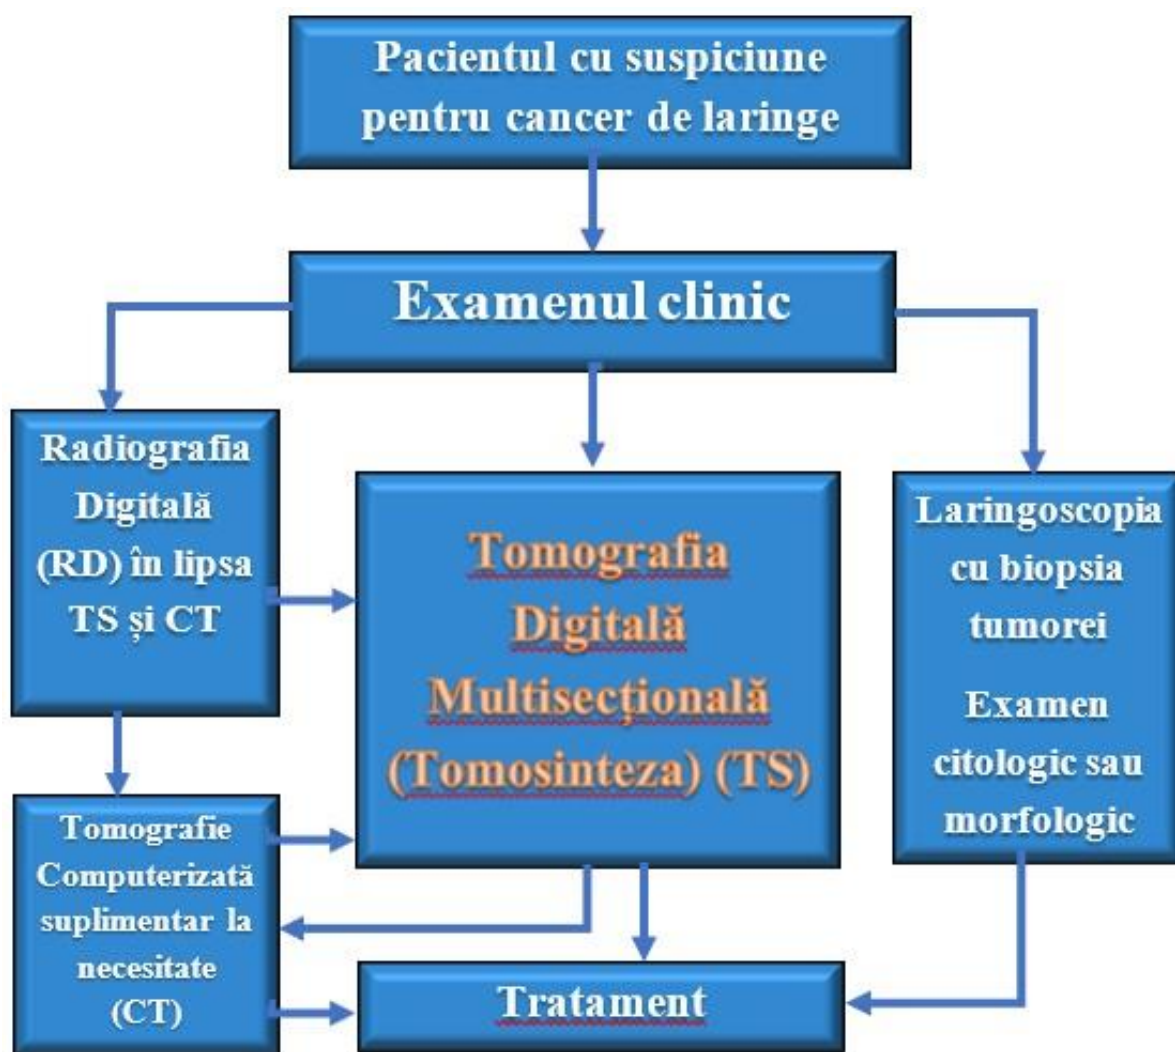 Pacientul cu suspiciune
pentru cancer de laringe
Examenul clinic
Radiografia
Digitală
(RD) în lipsa
TS și CT
Tomografia
Digitală
Multisecțională
(Tomosinteza) (TS)
Laringoscopia
cu biopsia
tumorei
Examen
citologic sau
morfologic
Tomografie
Computerizată
suplimentar la
necesitate
(CT)
Tratament